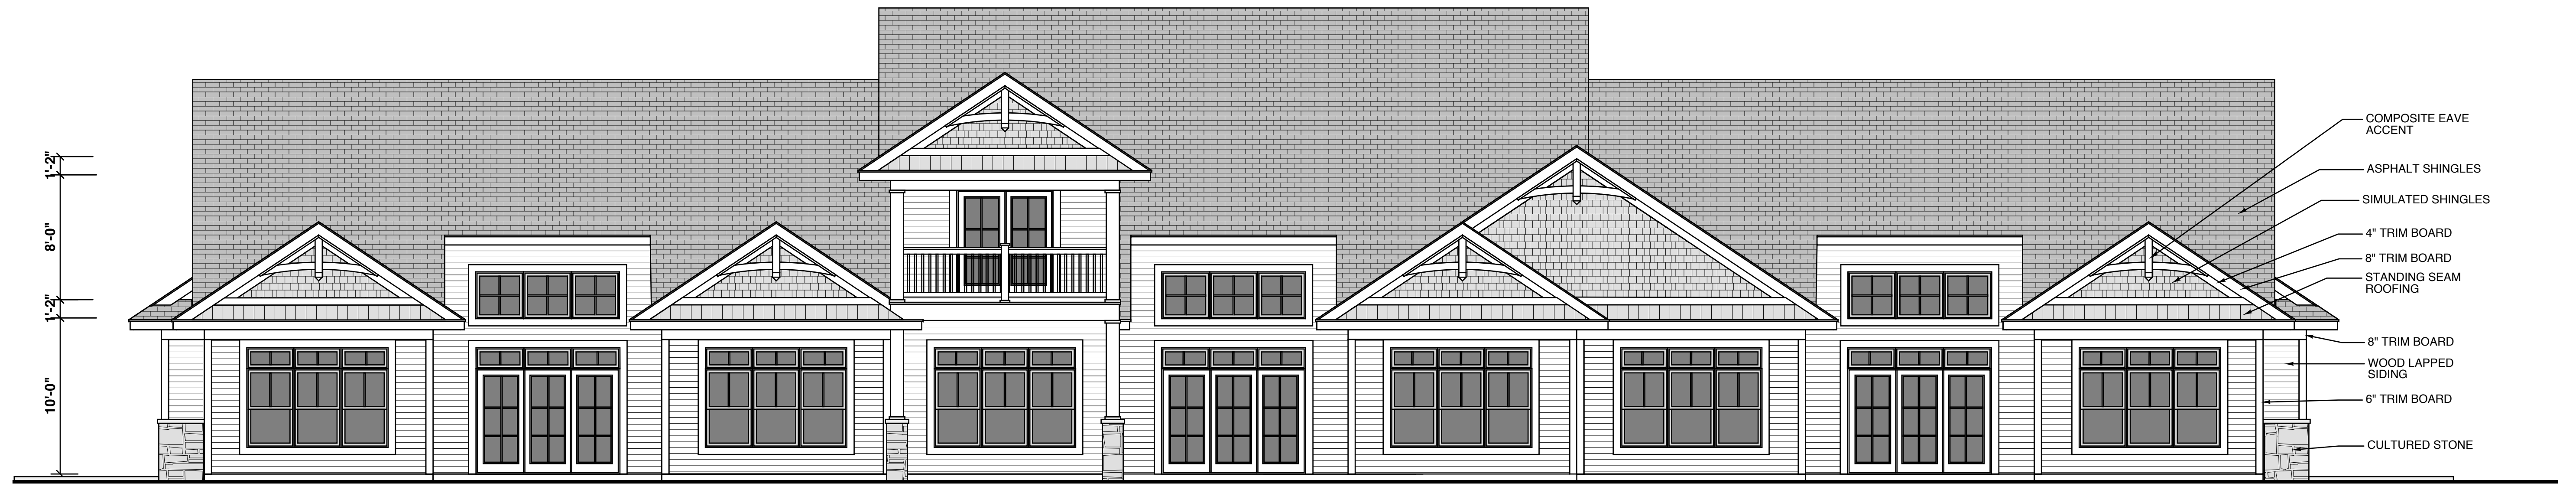 1'-2"
8'-0"
1'-2"
10'-0"
COMPOSITE EAVE
ACCENT
ASPHALT SHINGLES
SIMULATED SHINGLES
4" TRIM BOARD
8" TRIM BOARD
STANDING SEAM
ROOFING
8" TRIM BOARD
WOOD LAPPED
SIDING
6" TRIM BOARD
CULTURED STONE